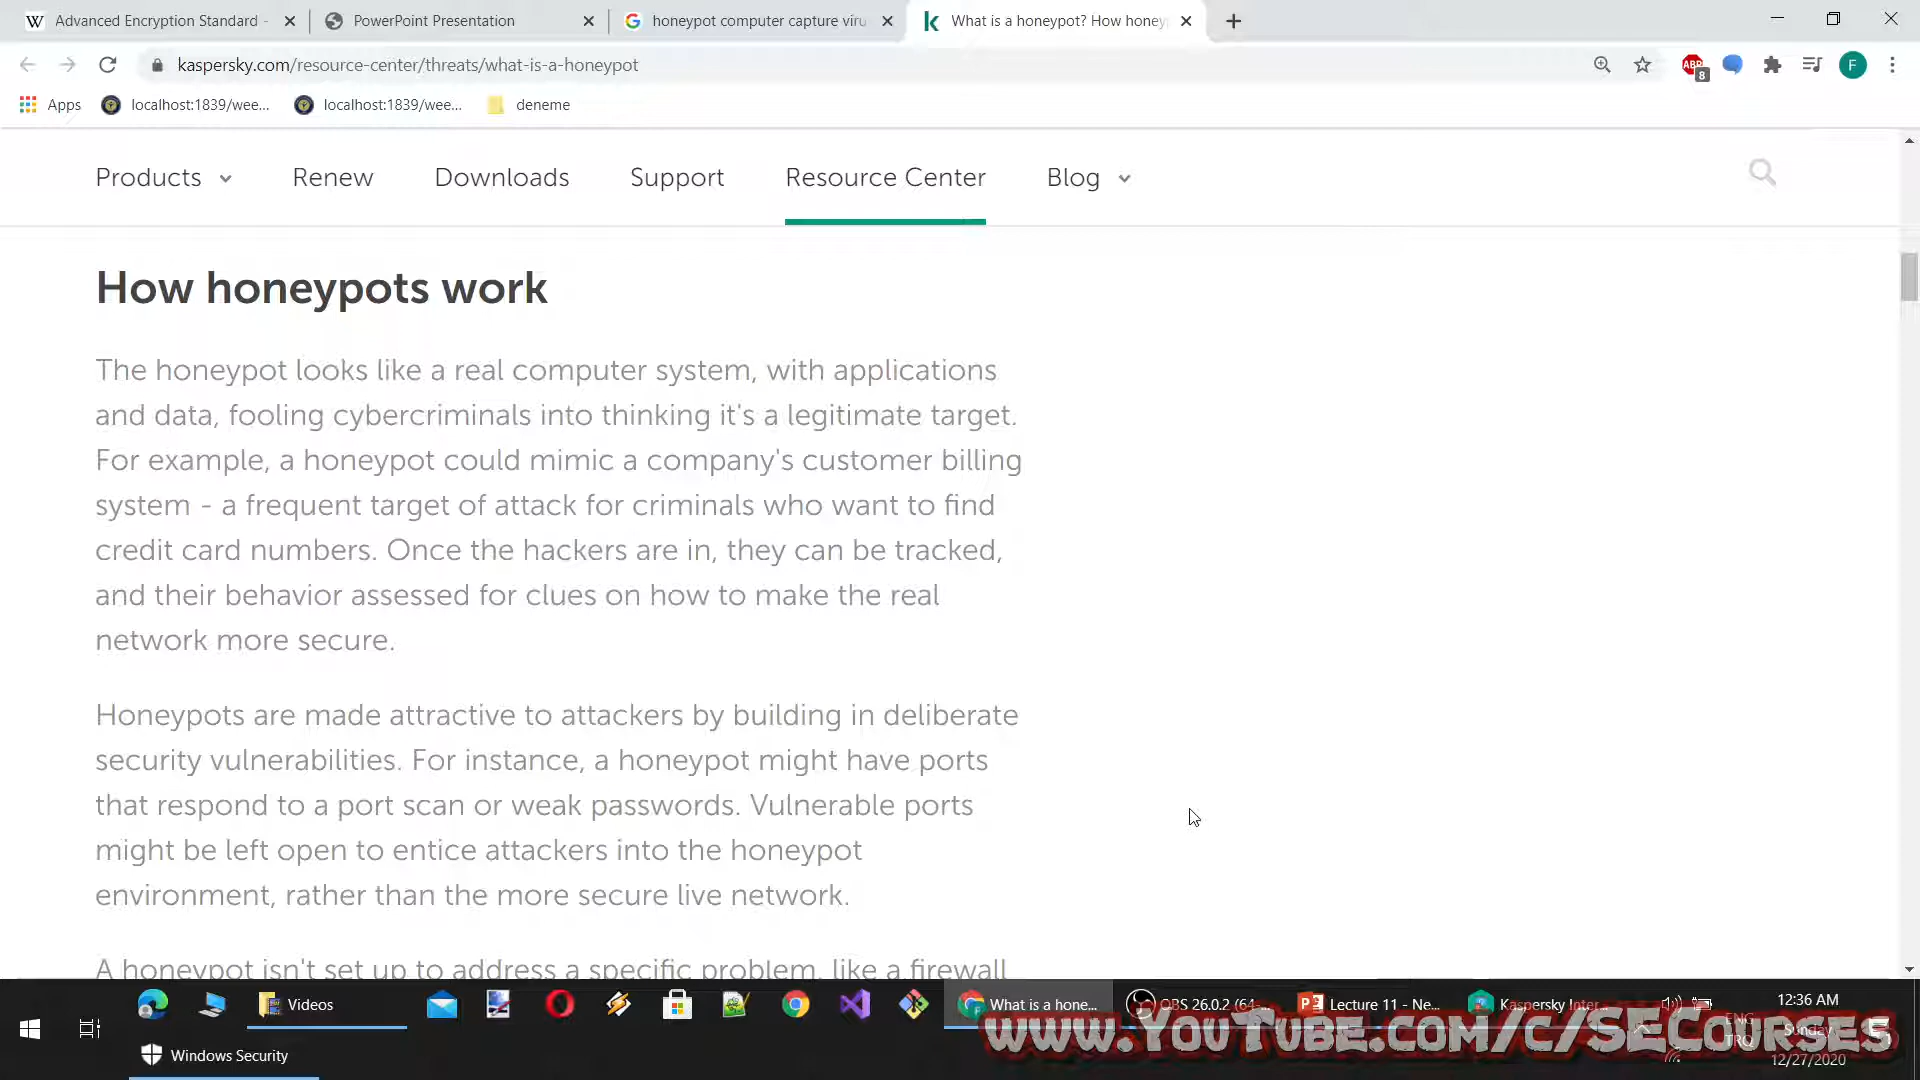 Advanced Encryption Standard -
PowerPoint Presentation
honeypot computer capture viru
What is a honeypot? How honey
kaspersky.com/resource-center/threats/what-is-a-honeypot
ABP
8
F
Apps
localhost:1839/wee...
localhost:1839/wee...
deneme
Products
Renew
Downloads
Support
Resource Center
Blog
How honeypots work
The honeypot looks like a real computer system, with applications
and data, fooling cybercriminals into thinking it's a legitimate target.
For example, a honeypot could mimic a company's customer billing
system - a frequent target of attack for criminals who want to find
credit card numbers. Once the hackers are in, they can be tracked,
and their behavior assessed for clues on how to make the real
network more secure.
Honeypots are made attractive to attackers by building in deliberate
security vulnerabilities. For instance, a honeypot might have ports
that respond to a port scan or weak passwords. Vulnerable ports
might be left open to entice attackers into the honeypot
environment, rather than the more secure live network.
A honeypot isn't set up to address a specific problem, like a firewall
Videos
What is a hone...
OBS 26.0.2 (64-...
Lecture 11 - Ne...
Kaspersky Inter...
12:36 AM
ENG
Sunday
TRQ
12/27/2020
www.YouTube.com/c/SECourses
Windows Security